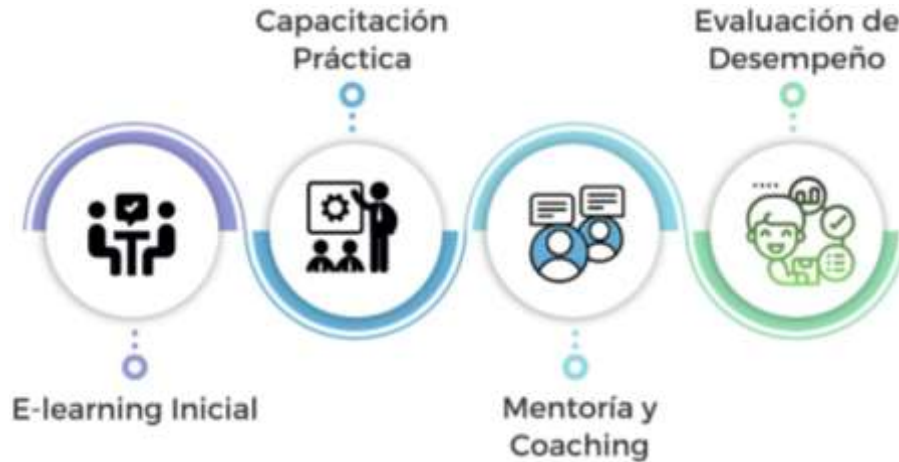 Capacitación
Práctica
Evaluación de
Desempeño
E-learning Inicial
Mentoría y
Coaching